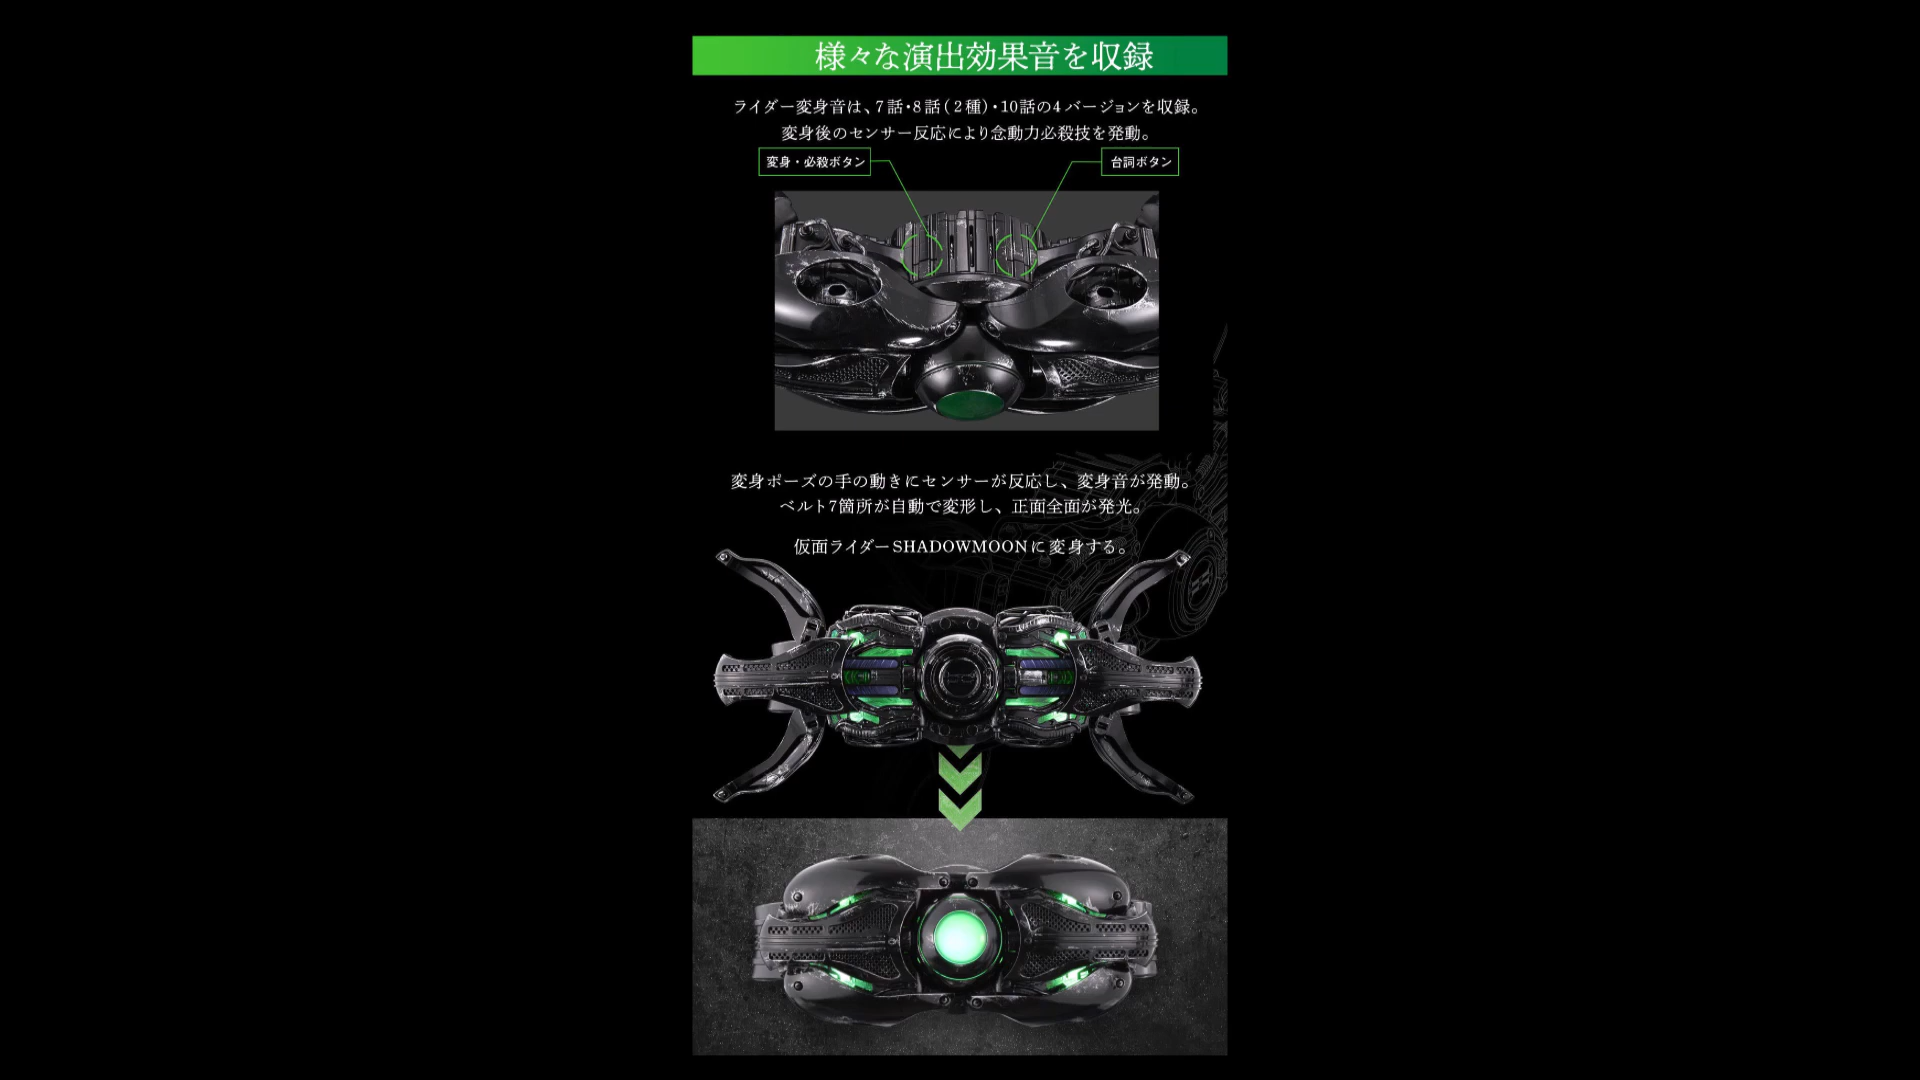 様々な演出効果音を収録
ライダー変身音は、7話・8話(2種)・10話の4バージョンを収録。
変身後のセンサー反応により念動力必殺技を発動。
変身・必殺ボタン
台詞ボタン
変身ポーズの手の動きにセンサーが反応し、変身音が発動。
ベルト7箇所が自動で変形し、正面全面が発光。
仮面ライダーSHADOWMOONに変身する。